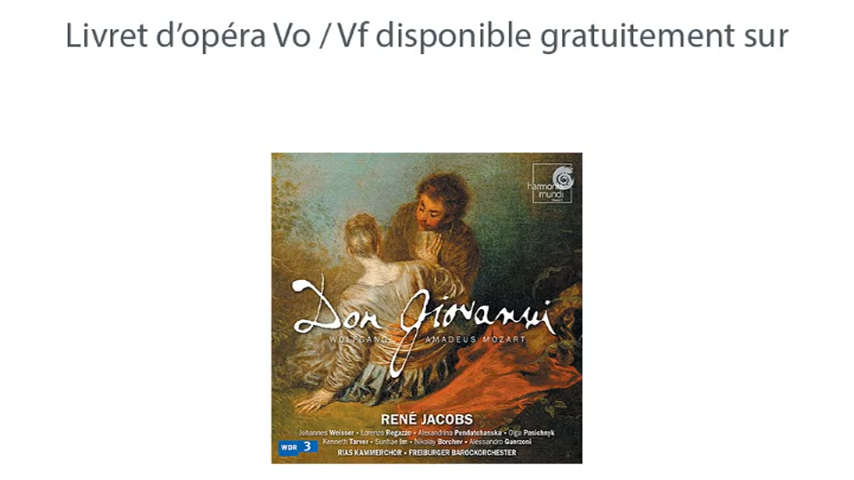 Livret d’opéra Vo / Vf disponible gratuitement sur
harmonia
mundi
Don Giovanni
WOLFGANG AMADEUS MOZART
RENÉ JACOBS
Johannes Weisser • Lorenzo Regazzo • Alexandrina Pendatchanska • Olga Pasichnyk
Kenneth Tarver • Sunhae Im • Nikolay Borchev • Alessandro Guerzoni
WDR 3
RIAS KAMMERCHOR • FREIBURGER BAROCKORCHESTER